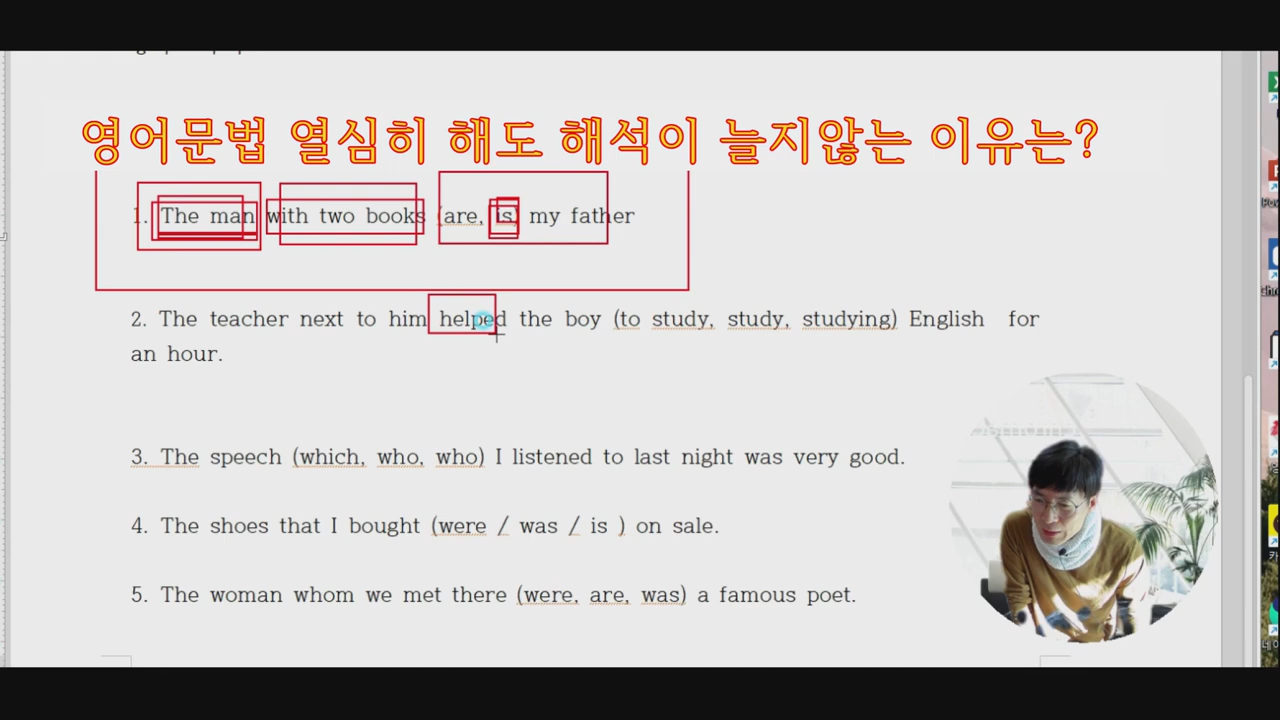 영어문법 열심히 해도 해석이 늘지않는 이유는?
1. The man with two books (are, is) my father
2. The teacher next to him helped the boy (to study, study, studying) English for
an hour.
3. The speech (which, who, who) I listened to last night was very good.
4. The shoes that I bought (were / was / is ) on sale.
5. The woman whom we met there (were, are, was) a famous poet.